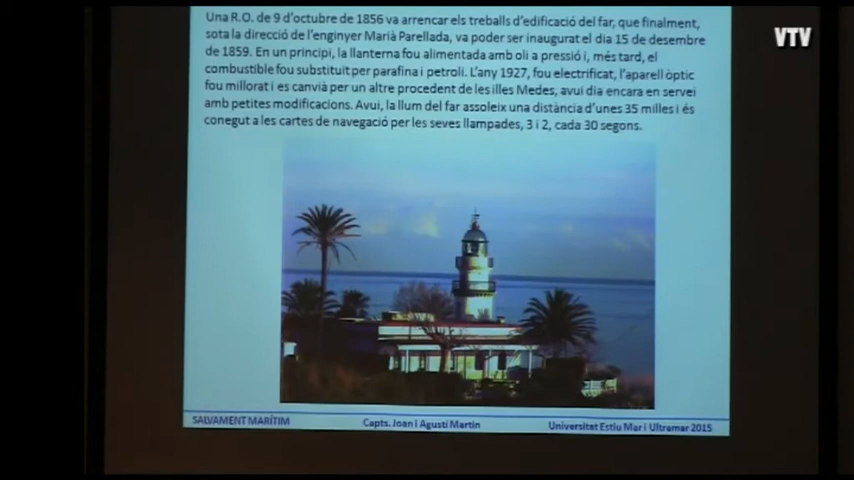 VTV
Una R.O. de 9 d'octubre de 1856 va arrencar els treballs d'edificació del far, que finalment,
sota la direcció de l'enginyer Marià Parellada, va poder ser inaugurat el dia 15 de desembre
de 1859. En un principi, la llanterna fou alimentada amb oli a pressió i, més tard, el
combustible fou substituit per parafina i petroli. L'any 1927, fou electrificat, l'aparell òptic
fou millorat i es canvià per un altre procedent de les illes Medes, avui dia encara en servei
amb petites modificacions. Avui, la llum del far assoleix una distància d'unes 35 milles i és
conegut a les cartes de navegació per les seves llampades, 3 i 2, cada 30 segons.
SALVAMENT MARÍTIM
Capts. Joan i Agustí Martín
Universitat Estiu Mar i Ultramar 2015